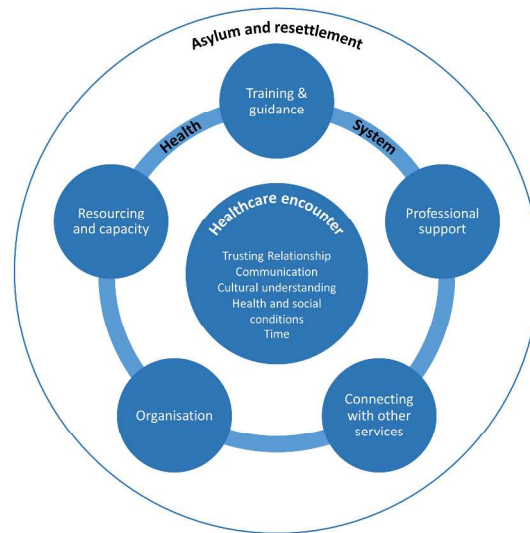 Asylum and resettlement
Training &
guidance
Health
System
Resourcing
and capacity
Professional
support
Healthcare encounter
Trusting Relationship
Communication
Cultural understanding
Health and social
conditions
Time
Organisation
Connecting
with other
services